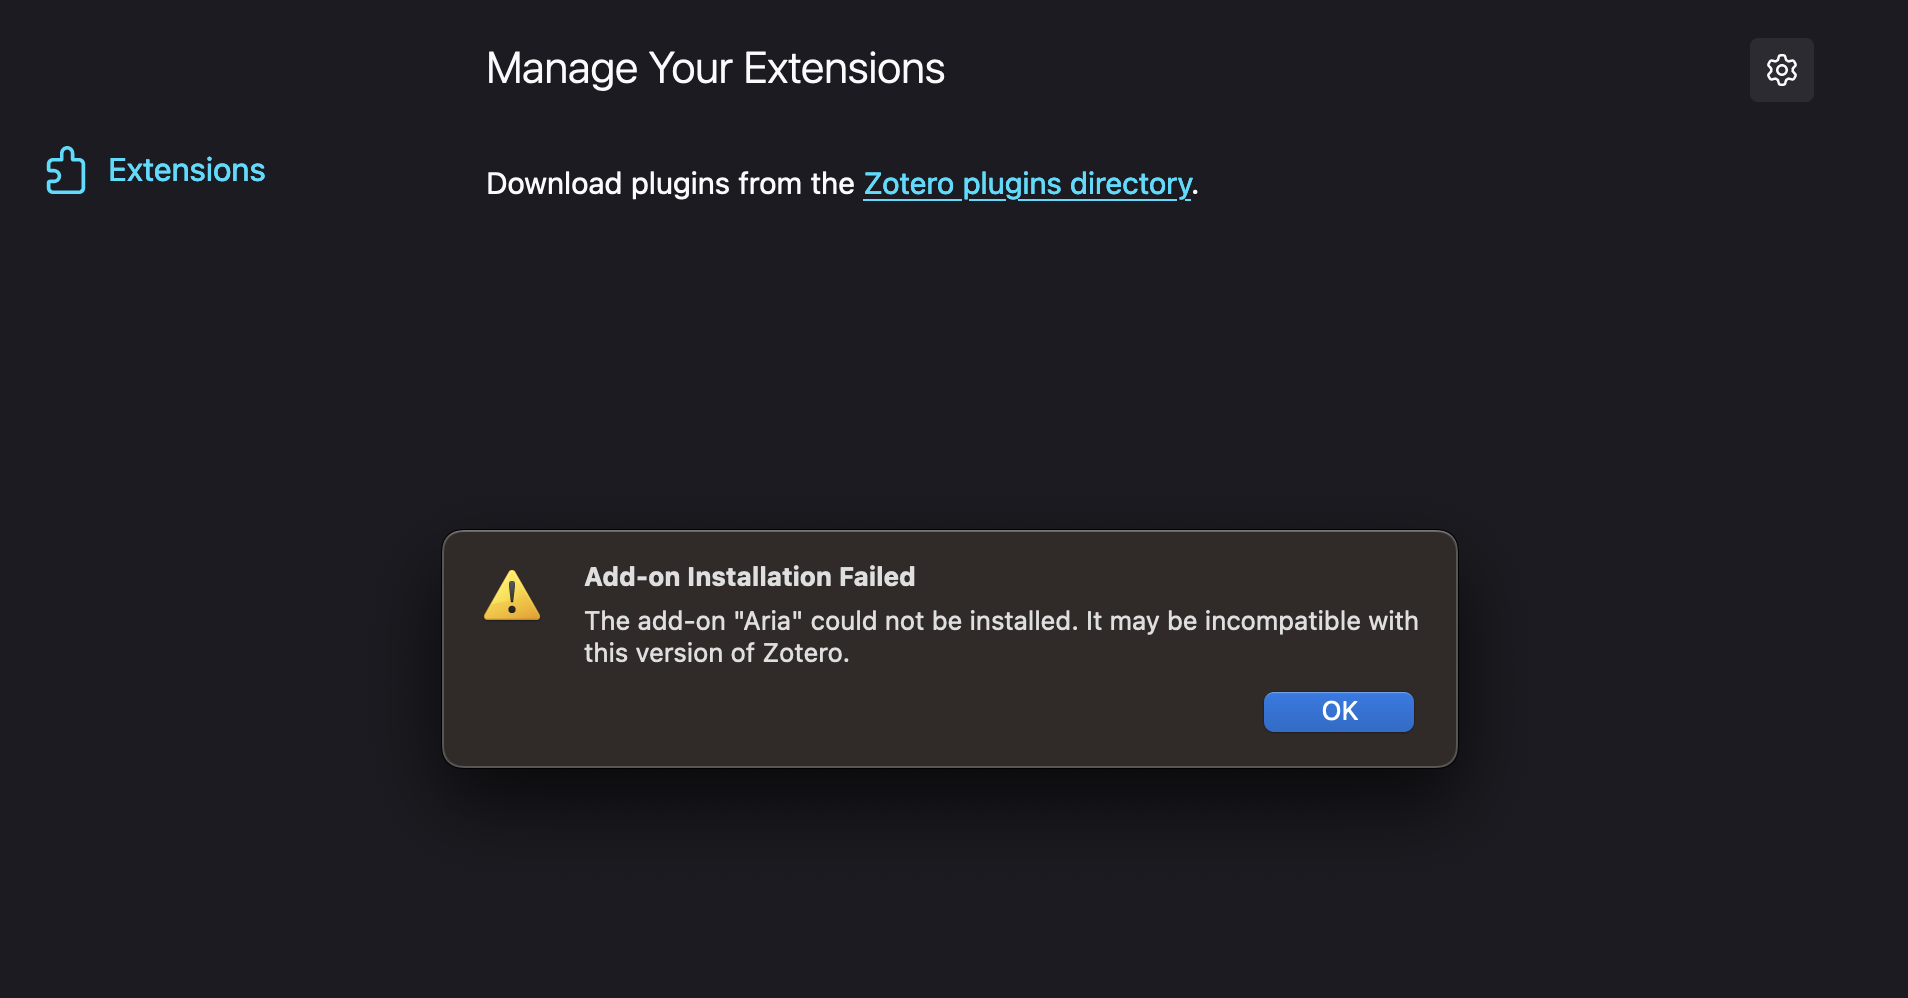 Manage Your Extensions
Extensions
Download plugins from the Zotero plugins directory.
Add-on Installation Failed
The add-on "Aria" could not be installed. It may be incompatible with
this version of Zotero.
OK